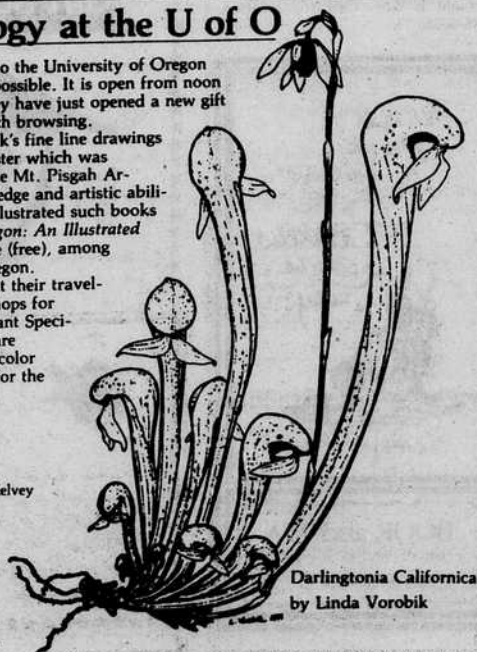 ogy at the U of O
o the University of Oregon
possible. It is open from noon
y have just opened a new gift
th browsing.
k's fine line drawings
ter which was
e Mt. Pisgah Ar-
edge and artistic abili-
llustrated such books
gon: An Illustrated
e (free), among
egon.
t their travel-
hops for
ant Speci-
are
color
or the
elvey
Darlingtonia Californica
by Linda Vorobik